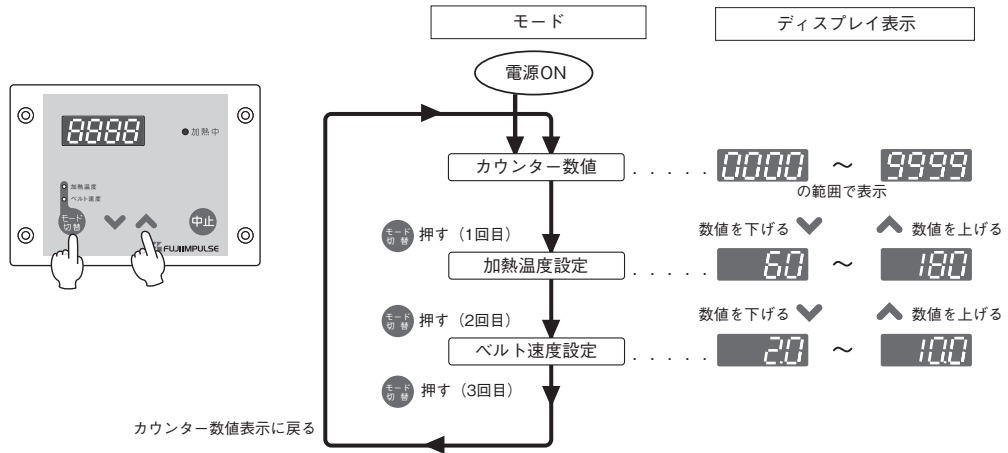 モード
ディスプレイ表示
電源ON
8888
加熱中
加熱温度
ベルト速度
モード
切替
中止
FUJIIMPULSE
カウンター数値
. . . . .
0000 ～ 9999
の範囲で表示
モード
切替
押す（1回目）
数値を下げる
数値を上げる
加熱温度設定
. . . . .
60 ～ 180
モード
切替
押す（2回目）
数値を下げる
数値を上げる
ベルト速度設定
. . . . .
2.0 ～ 10.0
モード
切替
押す（3回目）
カウンター数値表示に戻る